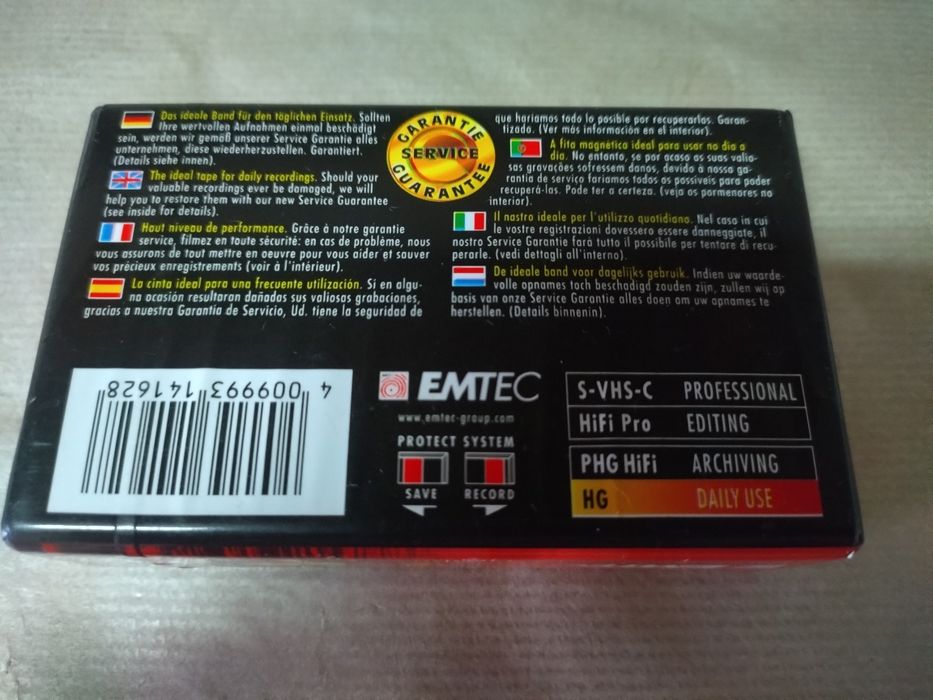 Das ideale Band für den täglichen Einsatz. Sollten
Ihre wertvollen Aufnahmen einmal beschädigt
sein, werden wir gemäß unserer Service Garantie alles
unternehmen, diese wiederherzustellen. Garantiert.
(Details siehe innen).
The ideal tape for daily recordings. Should your
valuable recordings ever be damaged, we will
help you to restore them with our new Service Guarantee
(see inside for details).
Haut niveau de performance. Grâce à notre garantie
service, filmez en toute sécurité: en cas de problème, nous
vous assurons de tout mettre en oeuvre pour vous aider et sauver
vos précieux enregistrements (voir à l'intérieur).
La cinta ideal para una frecuente utilización. Si en algu-
na ocasión resultaran dañadas sus valiosas grabaciones,
gracias a nuestra Garantia de Servicio, Ud. tiene la seguridad de
GARANTIE
SERVICE
GUARANTEE
que hariamos todo lo posible por recuperarlas. Garan-
tizado. (Ver más información en el interior).
A fita magnética ideal para usar no dia a
dia. No entanto, se por acaso as suas valio-
sas gravações sofressem danos, devido à nossa ga-
rantia de serviço fariamos todos os possiveis para poder
recuperá-las. Pode ter a certeza. (veja os pormenores no
interior).
Il nastro ideale per l'utilizzo quotidiano. Nel caso in cui
le vostre registrazioni dovessero essere danneggiate, il
nostro Service Garantie farà tutto il possibile per tentare di recu-
perarle. (vedi dettagli all'interno).
De ideale band voor dagelijks gebruik. Indien uw waarde-
volle opnames toch beschadigd zouden zijn, zullen wij op
basis van onze Service Garantie alles doen om uw opnames te
herstellen. (Details binnenin).
4 009993 141628
EMTEC
www.emtec-group.com
PROTECT SYSTEM
SAVE RECORD
S-VHS-C PROFESSIONAL
HiFi Pro EDITING
PHG HiFi ARCHIVING
HG DAILY USE